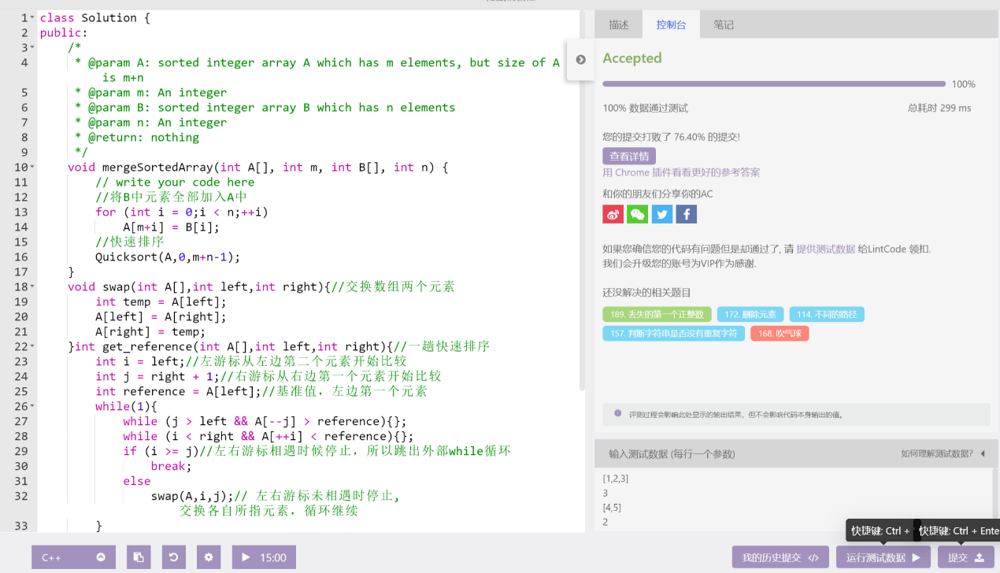 1 class Solution {
2 public:
3 /*
4 * @param A: sorted integer array A which has m elements, but size of A
is m+n
5 * @param m: An integer
6 * @param B: sorted integer array B which has n elements
7 * @param n: An integer
8 * @return: nothing
9 */
10 void mergeSortedArray(int A[], int m, int B[], int n) {
11 // write your code here
12 //将B中元素全部加入A中
13 for (int i = 0;i < n;++i)
14 A[m+i] = B[i];
15 //快速排序
16 Quicksort(A,0,m+n-1);
17 }
18 void swap(int A[],int left,int right){//交换数组两个元素
19 int temp = A[left];
20 A[left] = A[right];
21 A[right] = temp;
22 }int get_reference(int A[],int left,int right){//一趟快速排序
23 int i = left;//左游标从左边第二个元素开始比较
24 int j = right + 1;//右游标从右边第一个元素开始比较
25 int reference = A[left];//基准值，左边第一个元素
26 while(1){
27 while (j > left && A[--j] > reference){};
28 while (i < right && A[++i] < reference){};
29 if (i >= j)//左右游标相遇时候停止，所以跳出外部while循环
30 break;
31 else
32 swap(A,i,j);// 左右游标未相遇时停止,
交换各自所指元素，循环继续
33 }
C++
15:00
描述 控制台 笔记
Accepted
100%
100% 数据通过测试 总耗时 299 ms
您的提交打败了 76.40% 的提交!
查看详情
用 Chrome 插件看看更好的参考答案
和你的朋友们分享你的AC
如果您确信您的代码有问题但是却通过了, 请 提供测试数据 给LintCode 领扣.
我们会升级您的账号为VIP作为感谢.
还没解决的相关题目
189. 丢失的第一个正整数 172. 删除元素 114. 不同的路径
157. 判断字符串是否没有重复字符 168. 吹气球
评测过程会影响此处显示的输出结果，但不会影响代码本身输出的值。
输入测试数据 (每行一个参数) 如何理解测试数据?
[1,2,3]
3
[4,5]
2
快捷键: Ctrl + 快捷键: Ctrl + Ente
我的历史提交 运行测试数据 提交